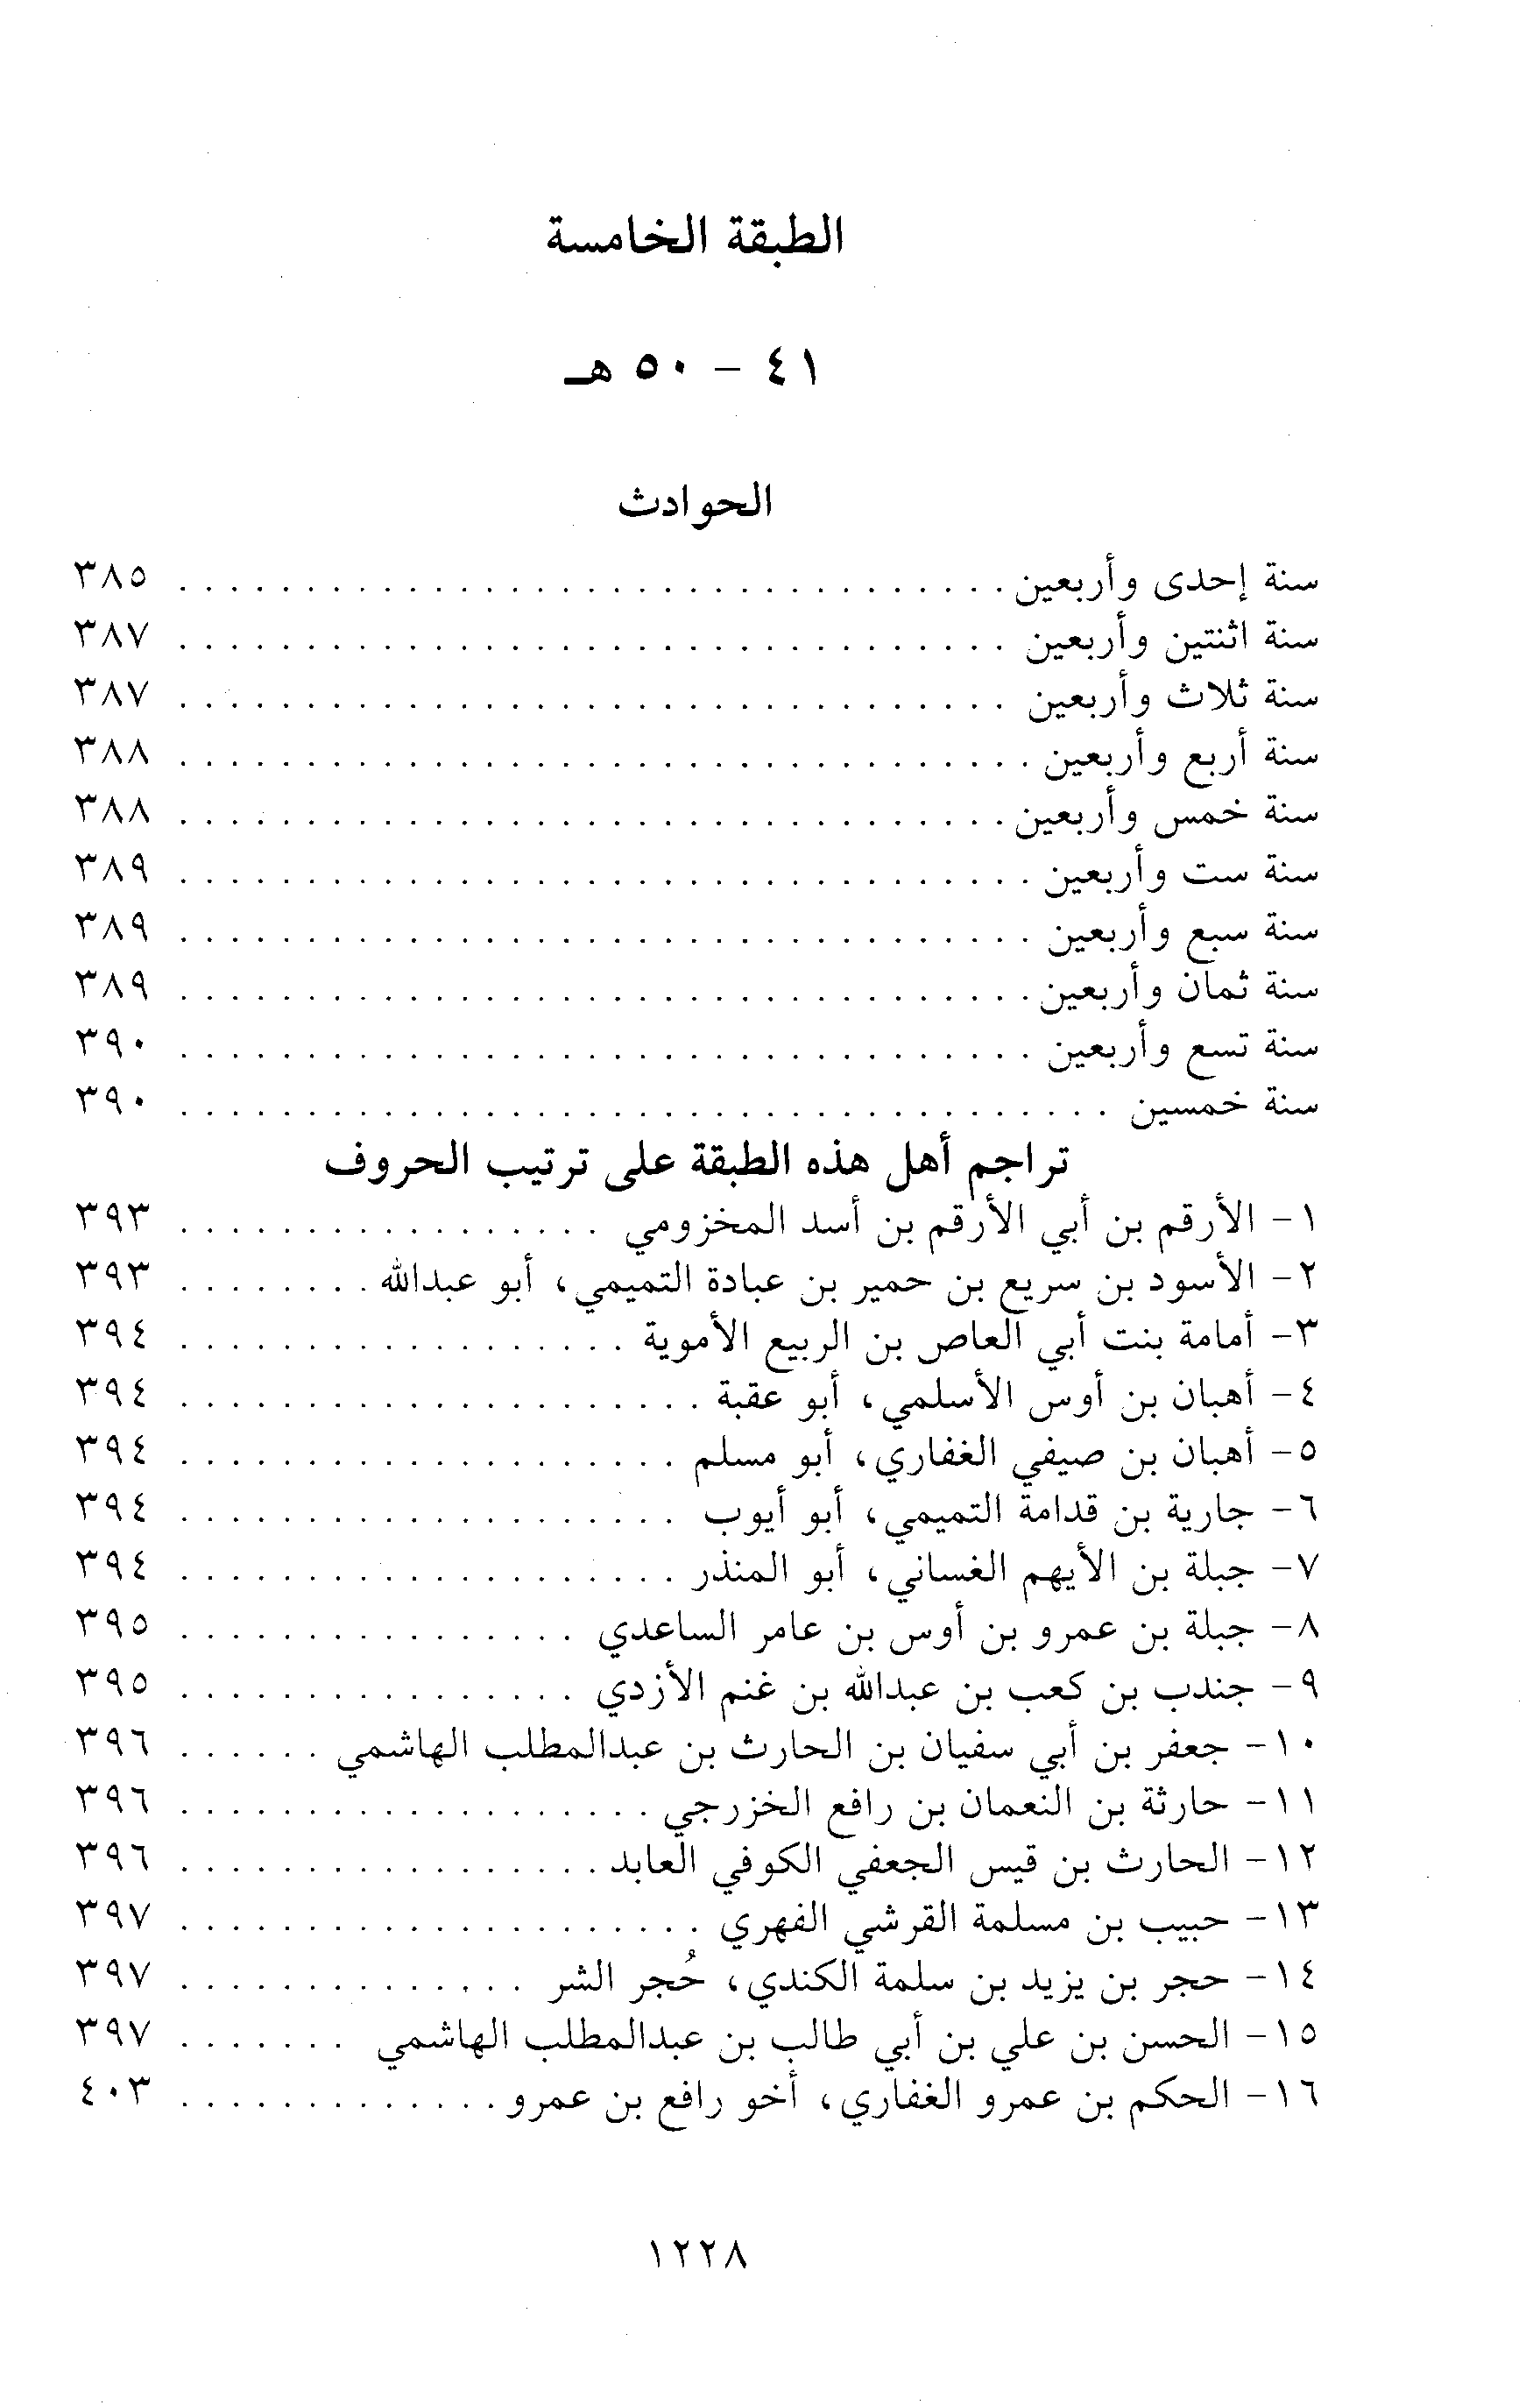 الطبقة الخامسة
٤١ - ٥٠ هـ
الحوادث
سنة إحدى وأربعين . . . . . . . . . . . . . . . . . . . . . . . . . . . . . . . . . ٣٨٥
سنة اثنتين وأربعين . . . . . . . . . . . . . . . . . . . . . . . . . . . . . . . . . ٣٨٧
سنة ثلاث وأربعين . . . . . . . . . . . . . . . . . . . . . . . . . . . . . . . . . ٣٨٧
سنة أربع وأربعين . . . . . . . . . . . . . . . . . . . . . . . . . . . . . . . . . . ٣٨٨
سنة خمس وأربعين . . . . . . . . . . . . . . . . . . . . . . . . . . . . . . . . . ٣٨٨
سنة ست وأربعين . . . . . . . . . . . . . . . . . . . . . . . . . . . . . . . . . . ٣٨٩
سنة سبع وأربعين . . . . . . . . . . . . . . . . . . . . . . . . . . . . . . . . . . ٣٨٩
سنة ثمان وأربعين . . . . . . . . . . . . . . . . . . . . . . . . . . . . . . . . . . ٣٨٩
سنة تسع وأربعين . . . . . . . . . . . . . . . . . . . . . . . . . . . . . . . . . . ٣٩٠
سنة خمسين . . . . . . . . . . . . . . . . . . . . . . . . . . . . . . . . . . . . . ٣٩٠
تراجم أهل هذه الطبقة على ترتيب الحروف
١- الأرقم بن أبي الأرقم بن أسد المخزومي . . . . . . . . . . . . . . . . . ٣٩٣
٢- الأسود بن سريع بن حمير بن عبادة التميمي، أبو عبدالله . . . . . . . . ٣٩٣
٣- أمامة بنت أبي العاص بن الربيع الأموية . . . . . . . . . . . . . . . . . . ٣٩٤
٤- أهبان بن أوس الأسلمي، أبو عقبة . . . . . . . . . . . . . . . . . . . . . ٣٩٤
٥- أهبان بن صيفي الغفاري، أبو مسلم . . . . . . . . . . . . . . . . . . . . ٣٩٤
٦- جارية بن قدامة التميمي، أبو أيوب . . . . . . . . . . . . . . . . . . . . ٣٩٤
٧- جبلة بن الأيهم الغساني، أبو المنذر . . . . . . . . . . . . . . . . . . . . ٣٩٤
٨- جبلة بن عمرو بن أوس بن عامر الساعدي . . . . . . . . . . . . . . . . ٣٩٥
٩- جندب بن كعب بن عبدالله بن غنم الأزدي . . . . . . . . . . . . . . . . ٣٩٥
١٠- جعفر بن أبي سفيان بن الحارث بن عبدالمطلب الهاشمي . . . . . . ٣٩٦
١١- حارثة بن النعمان بن رافع الخزرجي . . . . . . . . . . . . . . . . . . . ٣٩٦
١٢- الحارث بن قيس الجعفي الكوفي العابد . . . . . . . . . . . . . . . . . ٣٩٦
١٣- حبيب بن مسلمة القرشي الفهري . . . . . . . . . . . . . . . . . . . . . ٣٩٧
١٤- حجر بن يزيد بن سلمة الكندي، حُجر الشر . . . . . . . . . . . . . . ٣٩٧
١٥- الحسن بن علي بن أبي طالب بن عبدالمطلب الهاشمي . . . . . . . ٣٩٧
١٦- الحكم بن عمرو الغفاري، أخو رافع بن عمرو . . . . . . . . . . . . . ٤٠٣
١٢٢٨